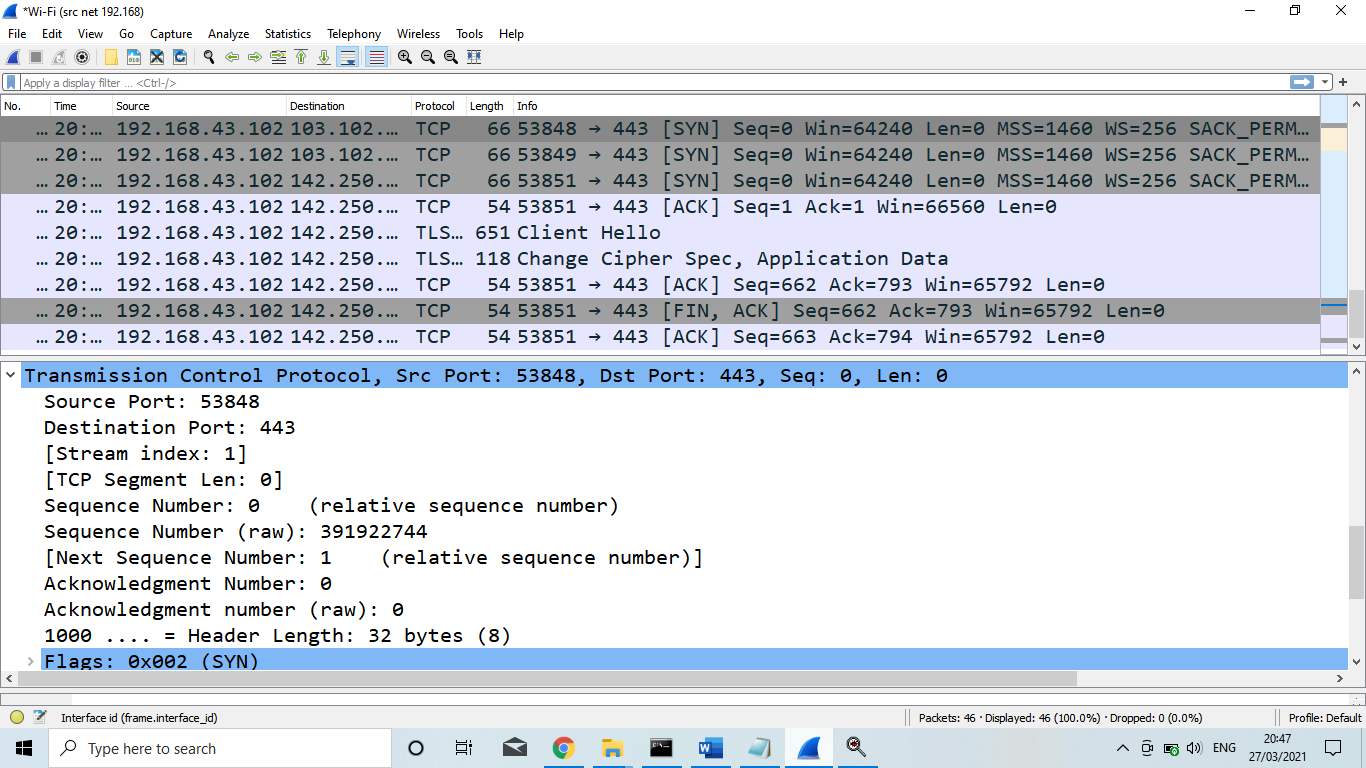 *Wi-Fi (src net 192.168)
File Edit View Go Capture Analyze Statistics Telephony Wireless Tools Help
Apply a display filter ... <Ctrl-/>
No. Time Source Destination Protocol Length Info
... 20:... 192.168.43.102 103.102.... TCP 66 53848 → 443 [SYN] Seq=0 Win=64240 Len=0 MSS=1460 WS=256 SACK_PERM...
... 20:... 192.168.43.102 103.102.... TCP 66 53849 → 443 [SYN] Seq=0 Win=64240 Len=0 MSS=1460 WS=256 SACK_PERM...
... 20:... 192.168.43.102 142.250.... TCP 66 53851 → 443 [SYN] Seq=0 Win=64240 Len=0 MSS=1460 WS=256 SACK_PERM...
... 20:... 192.168.43.102 142.250.... TCP 54 53851 → 443 [ACK] Seq=1 Ack=1 Win=66560 Len=0
... 20:... 192.168.43.102 142.250.... TLS... 651 Client Hello
... 20:... 192.168.43.102 142.250.... TLS... 118 Change Cipher Spec, Application Data
... 20:... 192.168.43.102 142.250.... TCP 54 53851 → 443 [ACK] Seq=662 Ack=793 Win=65792 Len=0
... 20:... 192.168.43.102 142.250.... TCP 54 53851 → 443 [FIN, ACK] Seq=662 Ack=793 Win=65792 Len=0
... 20:... 192.168.43.102 142.250.... TCP 54 53851 → 443 [ACK] Seq=663 Ack=794 Win=65792 Len=0
Transmission Control Protocol, Src Port: 53848, Dst Port: 443, Seq: 0, Len: 0
Source Port: 53848
Destination Port: 443
[Stream index: 1]
[TCP Segment Len: 0]
Sequence Number: 0 (relative sequence number)
Sequence Number (raw): 391922744
[Next Sequence Number: 1 (relative sequence number)]
Acknowledgment Number: 0
Acknowledgment number (raw): 0
1000 .... = Header Length: 32 bytes (8)
Flags: 0x002 (SYN)
Interface id (frame.interface_id) Packets: 46 · Displayed: 46 (100.0%) · Dropped: 0 (0.0%) Profile: Default
Type here to search
ENG
20:47
27/03/2021